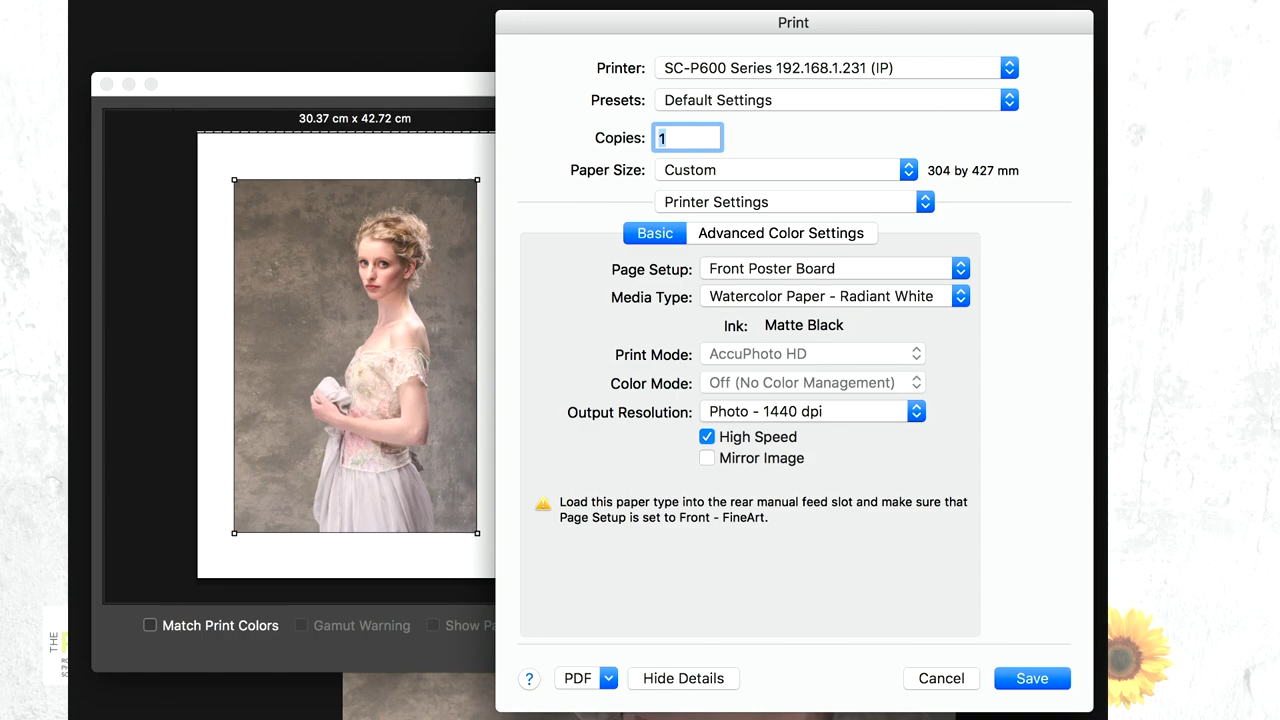 Print
Printer: SC-P600 Series 192.168.1.231 (IP)
Presets: Default Settings
Copies: 1
Paper Size: Custom 304 by 427 mm
Printer Settings
Basic Advanced Color Settings
Page Setup: Front Poster Board
Media Type: Watercolor Paper - Radiant White
Ink: Matte Black
Print Mode: AccuPhoto HD
Color Mode: Off (No Color Management)
Output Resolution: Photo - 1440 dpi
High Speed
Mirror Image
Load this paper type into the rear manual feed slot and make sure that
Page Setup is set to Front - FineArt.
? PDF Hide Details Cancel Save
30.37 cm x 42.72 cm
Match Print Colors Gamut Warning Show
THE